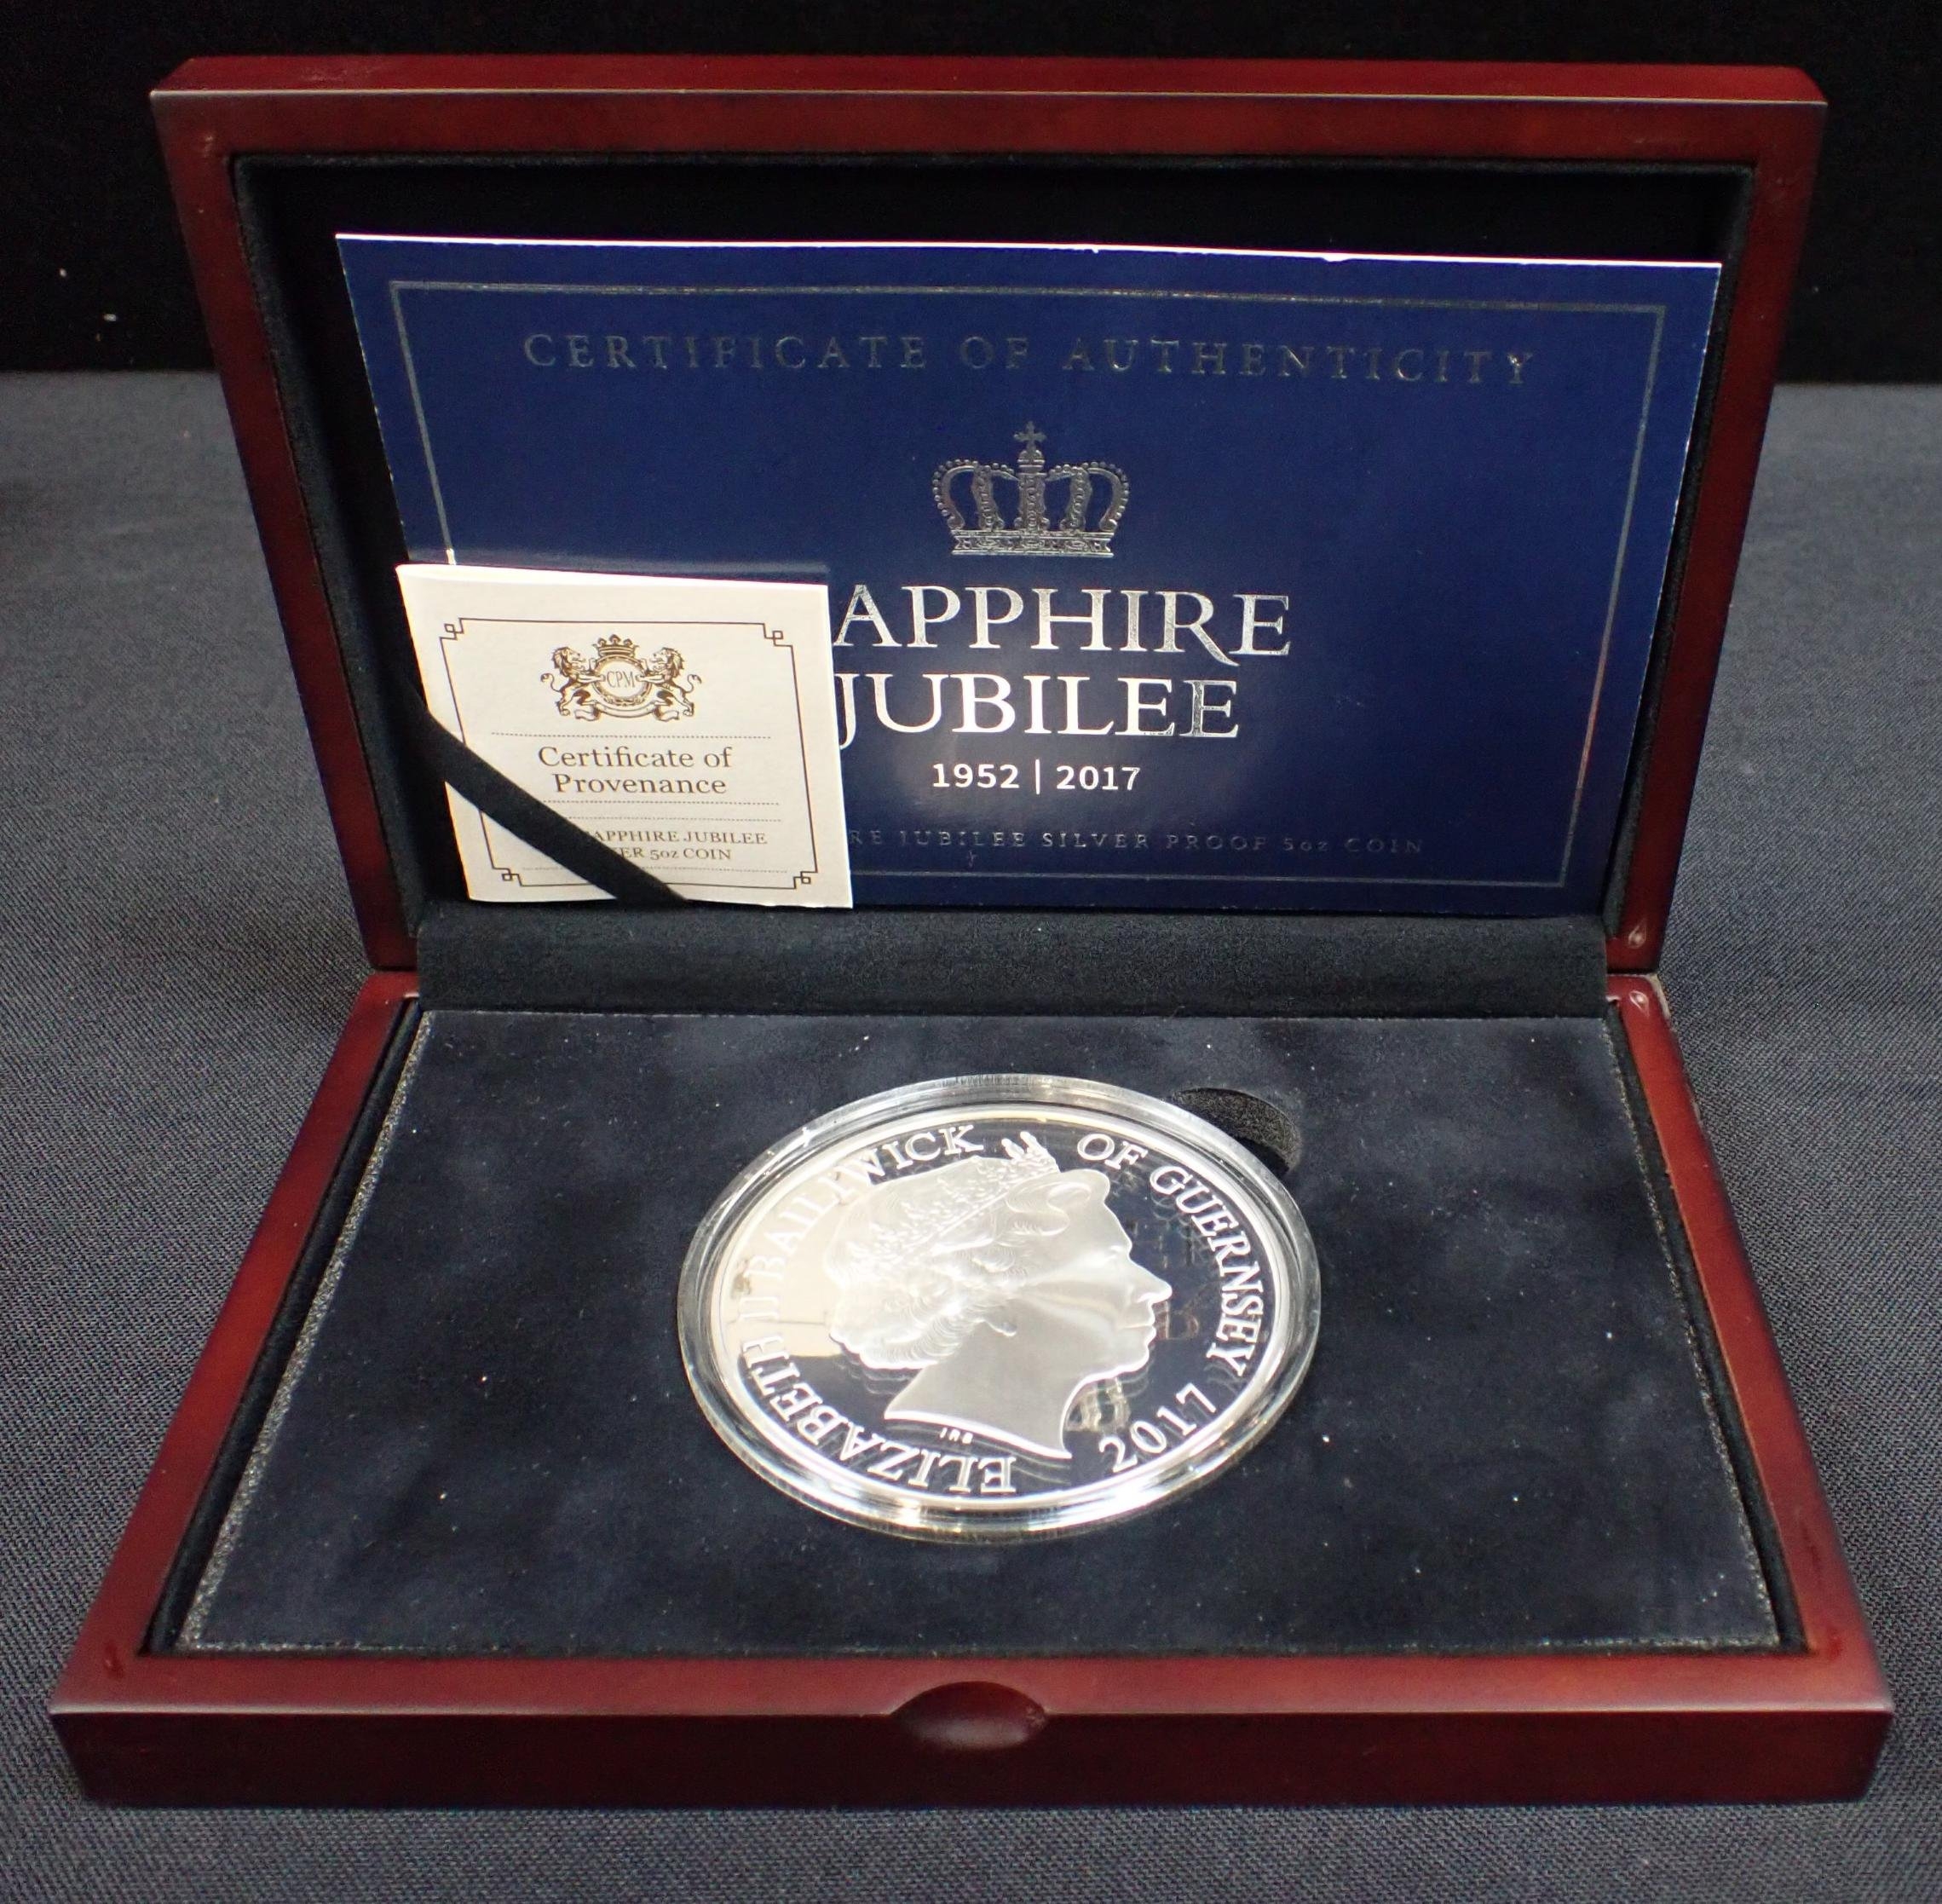 CERTIFICATE OF AUTHENTICITY
APPHIRE
JUBILEE
1952 | 2017
RE JUBILEE SILVER PROOF 5oz COIN
CPM
Certificate of
Provenance
APPHIRE JUBILEE
ER 5oz COIN
ELIZABETH II BAILIWICK OF GUERNSEY 2017
IRB